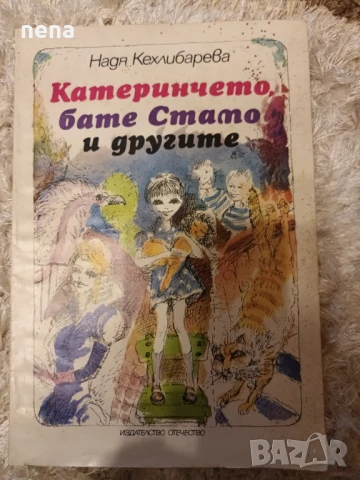 nena
Надя Кехлибарева
Катеринчето,
бате Стамо
и другите
ИЗДАТЕЛСТВО ОТЕЧЕСТВО
BAZAR